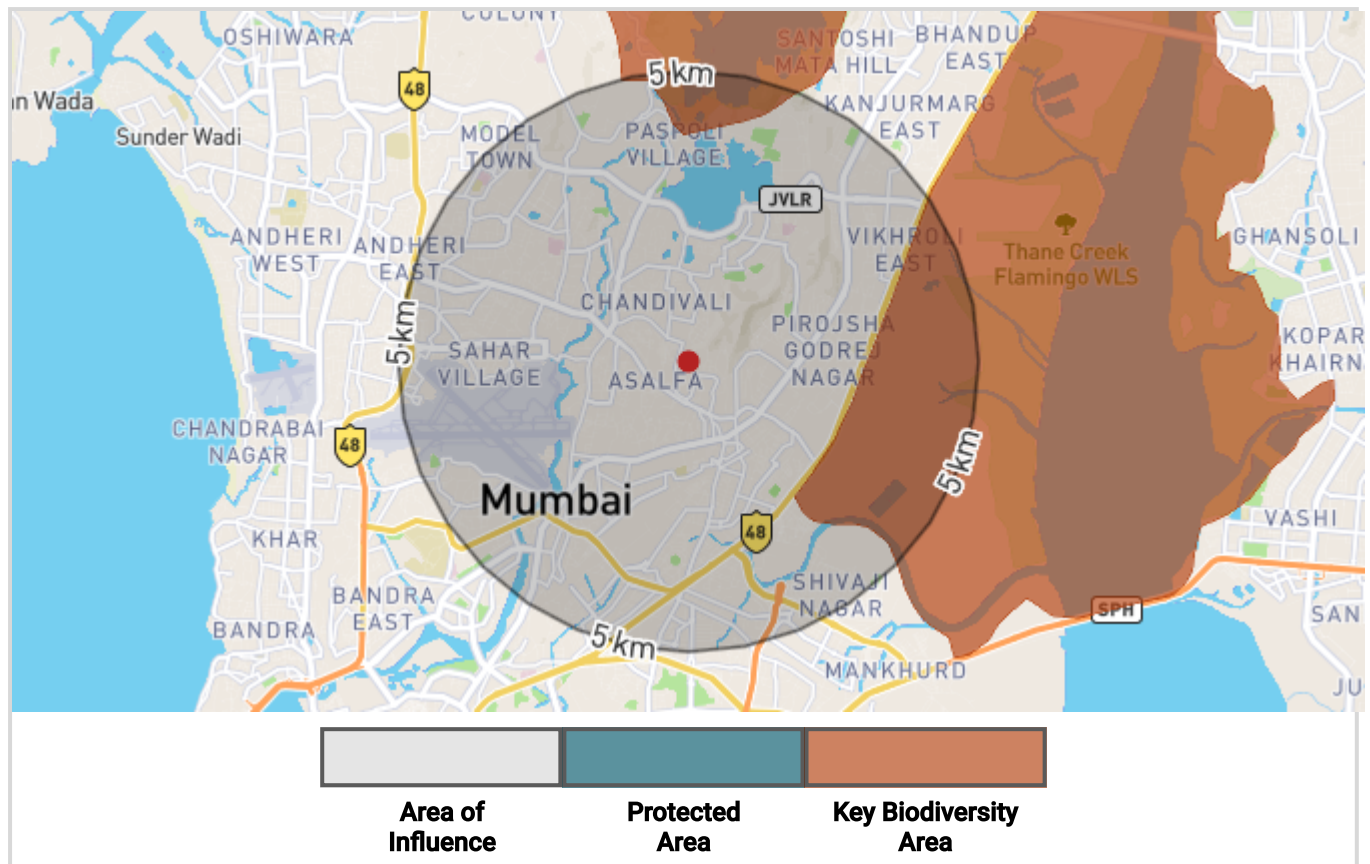 COLONY
OSHIWARA
SANTOSHI
MATA HILL
BHANDUP
EAST
5 km
48
n Wada
KANJURMARG
EAST
Sunder Wadi
MODEL
TOWN
PASPOLI
VILLAGE
JVLR
ANDHERI
WEST
ANDHERI
EAST
VIKHROLI
EAST
Thane Creek
Flamingo WLS
GHANSOLI
CHANDIVALI
5 km
PIROJSHA
GODREJ
NAGAR
KOPAR
KHAIRN
SAHAR
VILLAGE
ASALFA
CHANDRABAI
NAGAR
48
5 km
Mumbai
48
VASHI
KHAR
BANDRA
EAST
SHIVAJI
NAGAR
SPH
SAN
BANDRA
5 km
MANKHURD
JU
Area of
Influence
Protected
Area
Key Biodiversity
Area